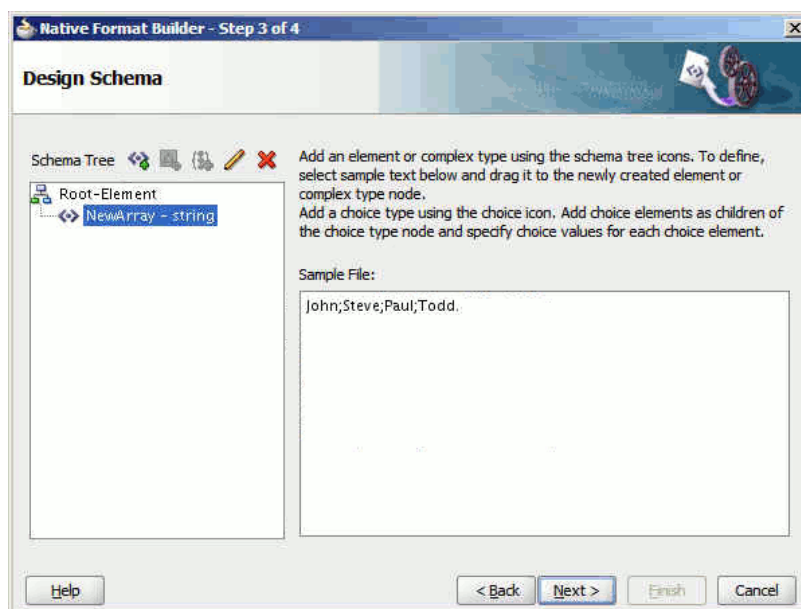 Native Format Builder - Step 3 of 4
Design Schema
Schema Tree
Root-Element
NewArray - string
Add an element or complex type using the schema tree icons. To define,
select sample text below and drag it to the newly created element or
complex type node.
Add a choice type using the choice icon. Add choice elements as children of
the choice type node and specify choice values for each choice element.
Sample File:
John;Steve;Paul;Todd.
Help
< Back
Next >
Finish
Cancel